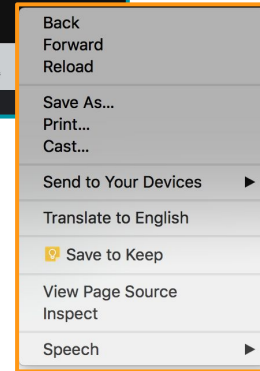 Back
Forward
Reload
Save As...
Print...
Cast...
Send to Your Devices
Translate to English
Save to Keep
View Page Source
Inspect
Speech